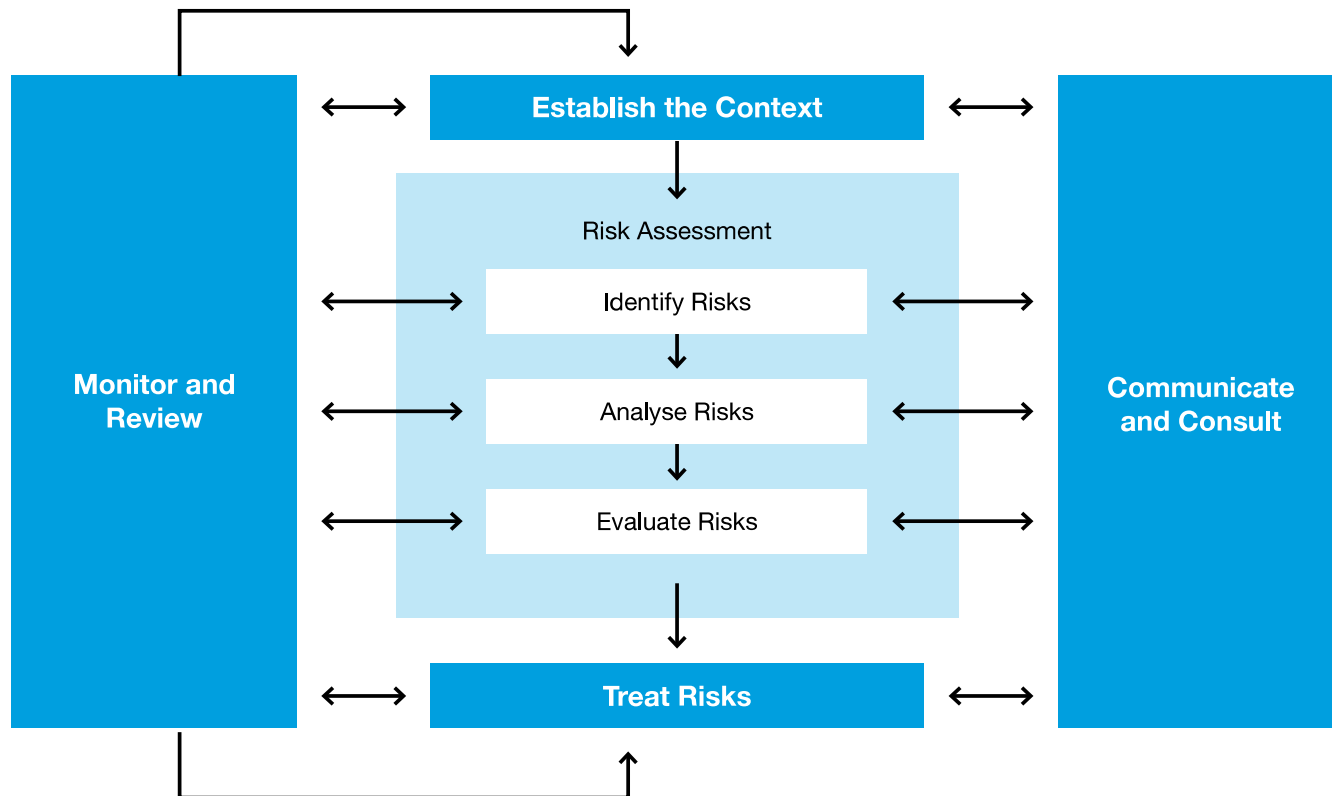 Establish the Context
Risk Assessment
Identify Risks
Monitor and
Review
Analyse Risks
Communicate
and Consult
Evaluate Risks
Treat Risks